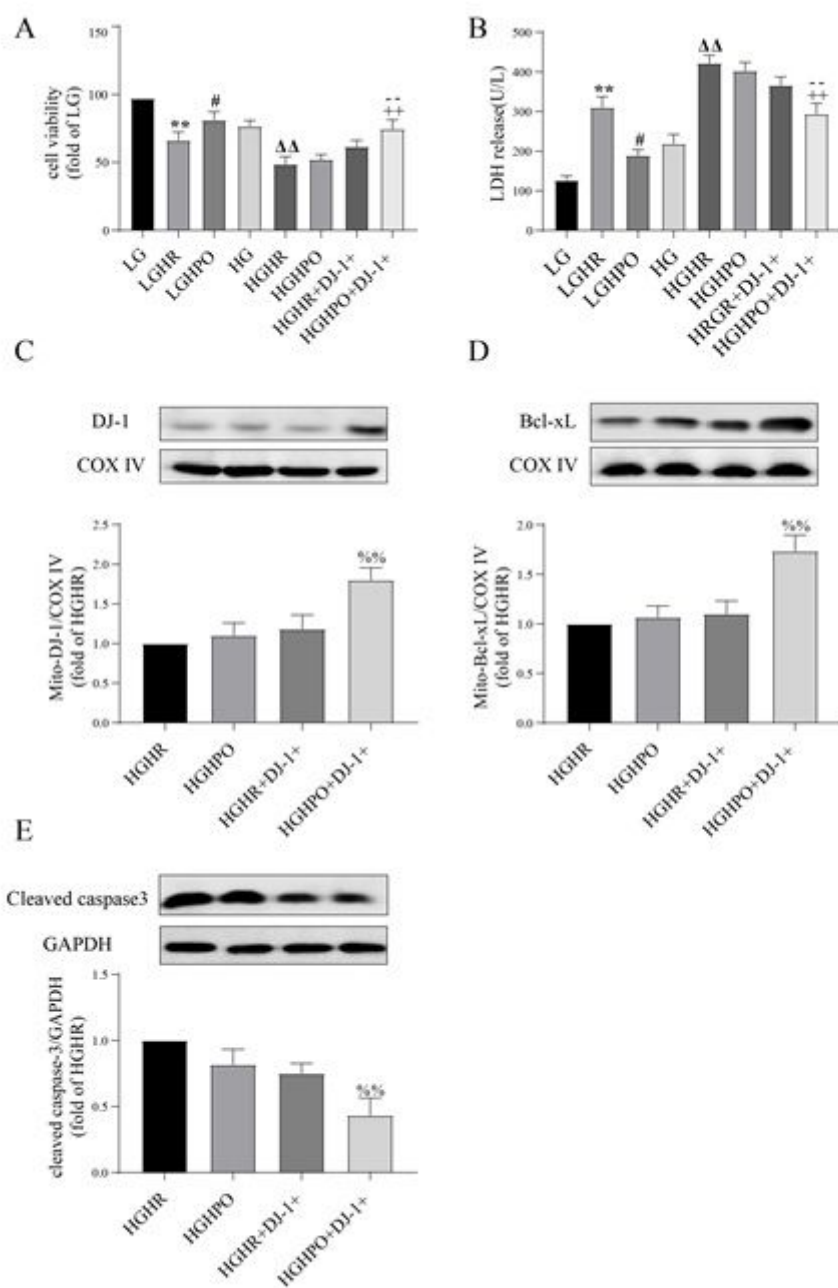 A
cell viability
(fold of LG)
100
50
0
**
#
ΔΔ
--
++
LG
LGHR
LGHPO
HG
HGHR
HGHPO
HGHR+DJ-1+
HGHPO+DJ-1+
B
LDH release(U/L)
500
400
300
200
100
0
**
#
ΔΔ
--
++
LG
LGHR
LGHPO
HG
HGHR
HGHPO
HRGR+DJ-1+
HGHPO+DJ-1+
C
DJ-1
COX IV
Mito-DJ-1/COX IV
(fold of HGHR)
2.5
2.0
1.5
1.0
0.5
0.0
%%
HGHR
HGHPO
HGHR+DJ-1+
HGHPO+DJ-1+
D
Bcl-xL
COX IV
Mito-Bcl-xL/COX IV
(fold of HGHR)
2.0
1.5
1.0
0.5
0.0
%%
HGHR
HGHPO
HGHR+DJ-1+
HGHPO+DJ-1+
E
Cleaved caspase3
GAPDH
cleaved caspase-3/GAPDH
(fold of HGHR)
1.5
1.0
0.5
0.0
%%
HGHR
HGHPO
HGHR+DJ-1+
HGHPO+DJ-1+